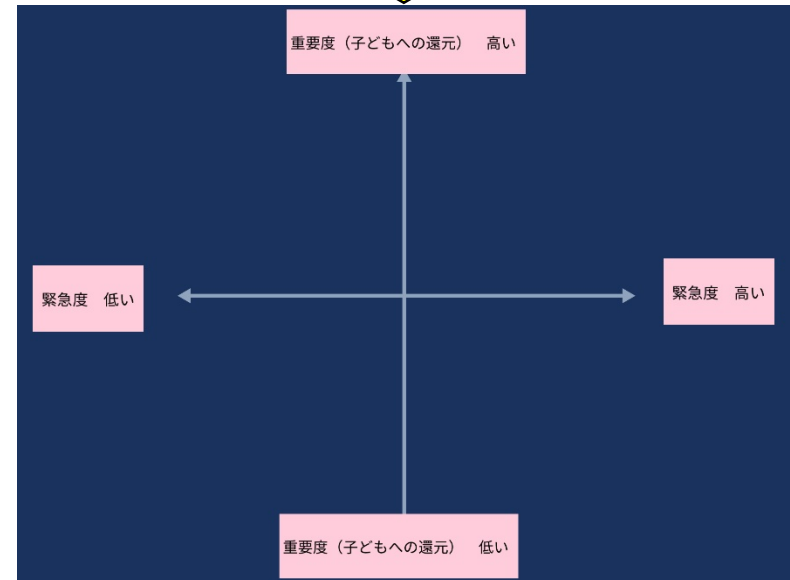 重要度（子どもへの還元）　高い
緊急度　低い
緊急度　高い
重要度（子どもへの還元）　低い